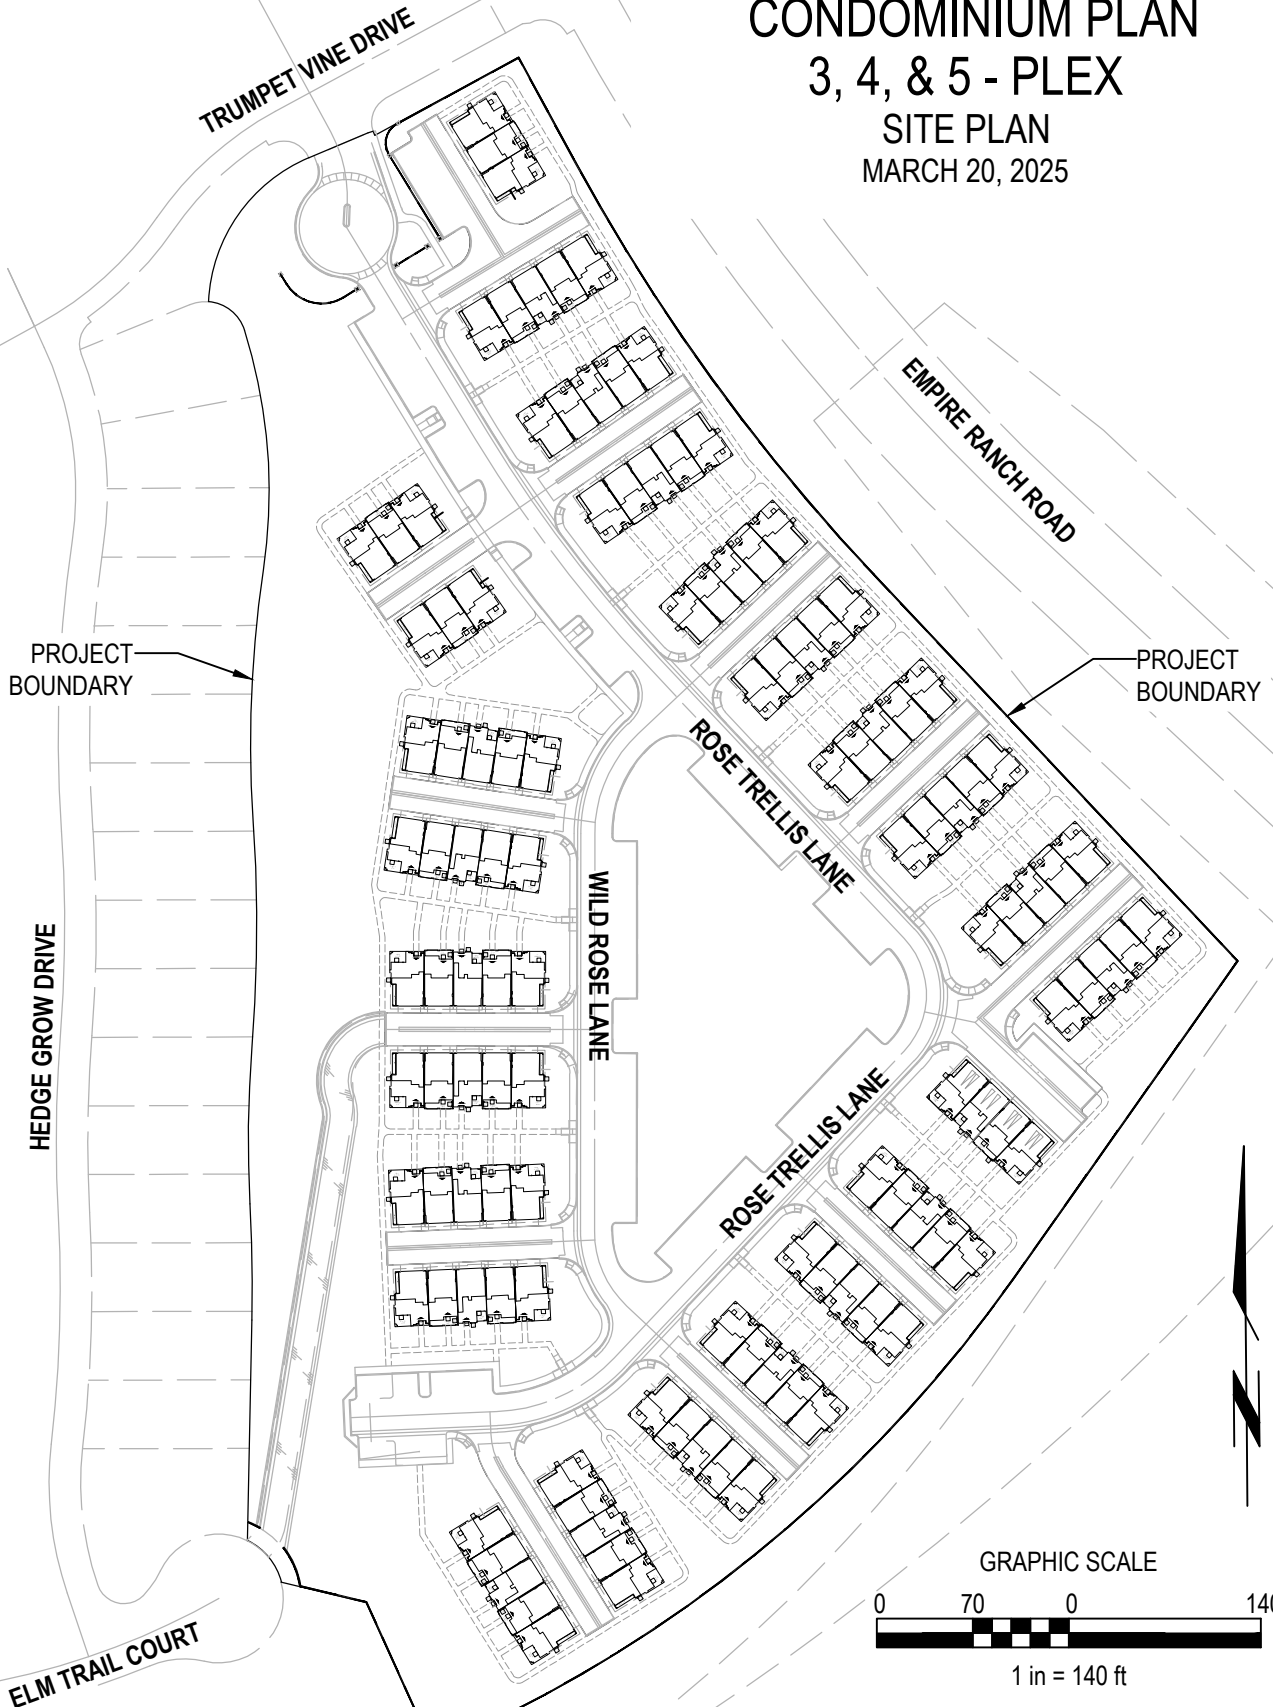 CONDOMINIUM PLAN
3, 4, & 5 - PLEX
SITE PLAN
MARCH 20, 2025
TRUMPET VINE DRIVE
EMPIRE RANCH ROAD
PROJECT
BOUNDARY
PROJECT
BOUNDARY
ROSE TRELLIS LANE
WILD ROSE LANE
HEDGE GROW DRIVE
ROSE TRELLIS LANE
ELM TRAIL COURT
N
GRAPHIC SCALE
0 70 0 140
1 in = 140 ft